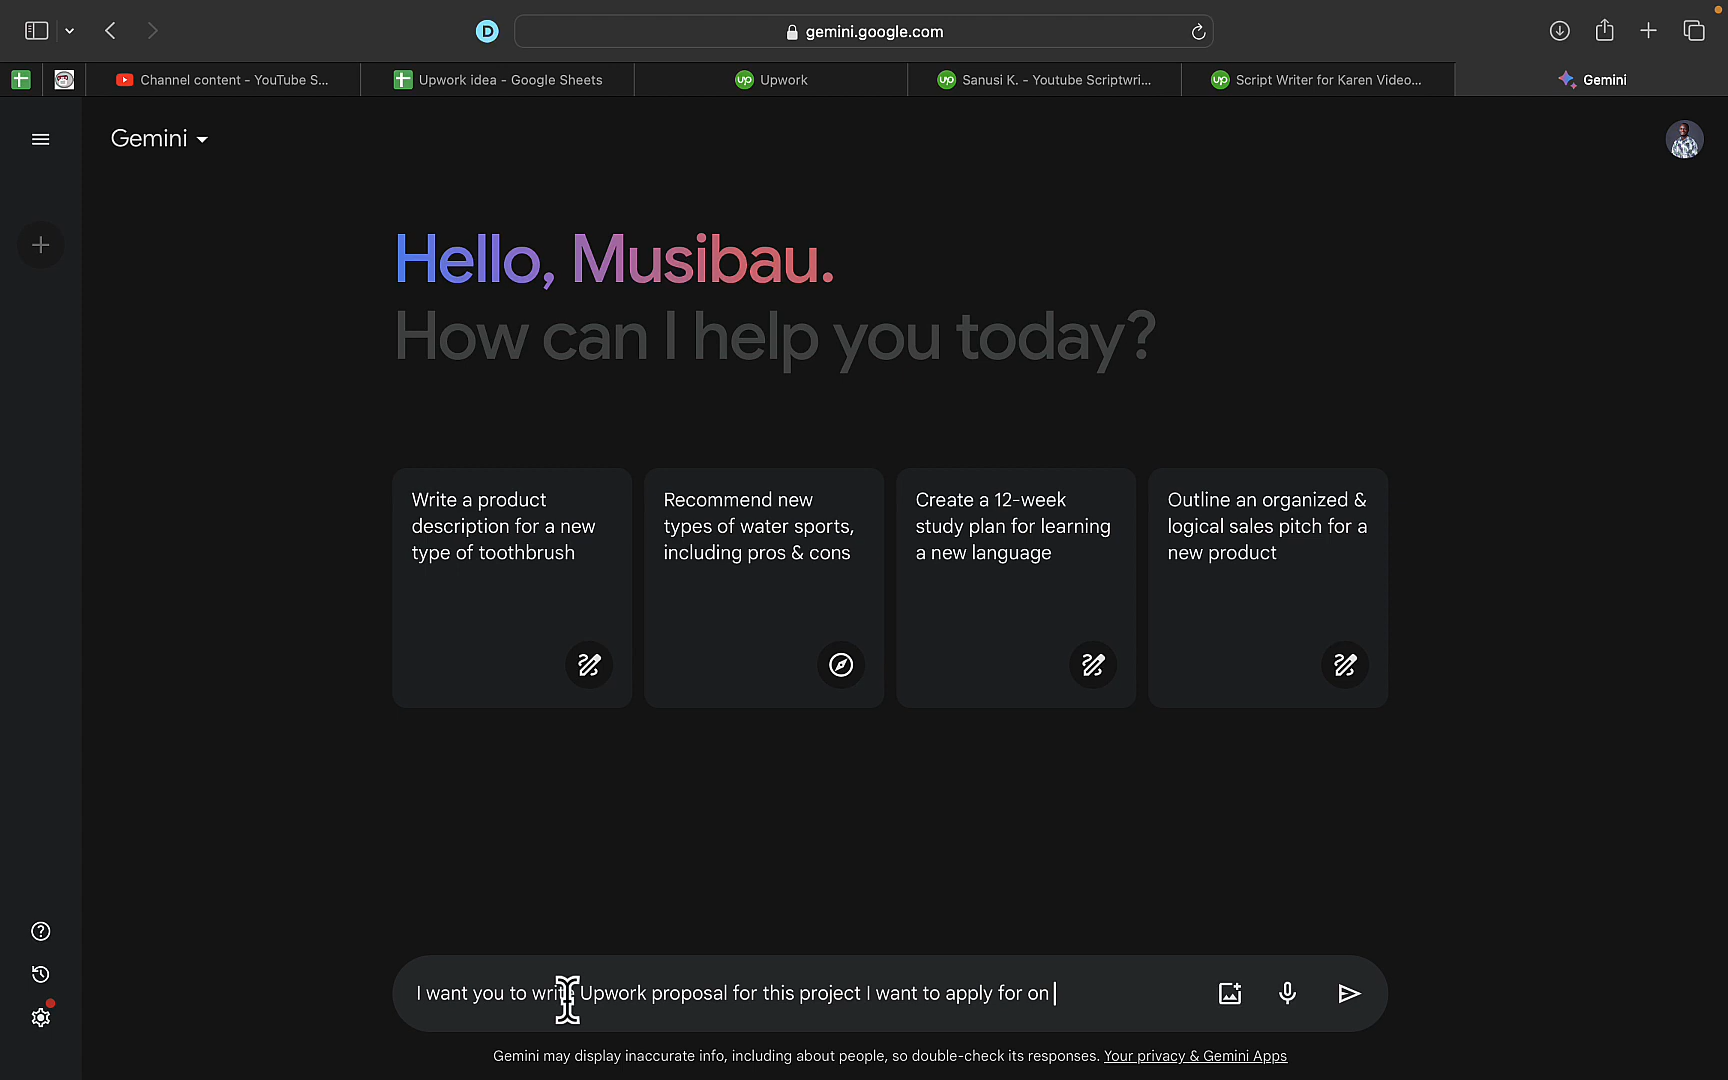 D
gemini.google.com
Channel content - YouTube S...
Upwork idea - Google Sheets
up Upwork
up Sanusi K. - Youtube Scriptwri...
up Script Writer for Karen Video...
Gemini
Gemini
Hello, Musibau.
How can I help you today?
Write a product
description for a new
type of toothbrush
Recommend new
types of water sports,
including pros & cons
Create a 12-week
study plan for learning
a new language
Outline an organized &
logical sales pitch for a
new product
I want you to write Upwork proposal for this project I want to apply for on
Gemini may display inaccurate info, including about people, so double-check its responses. Your privacy & Gemini Apps